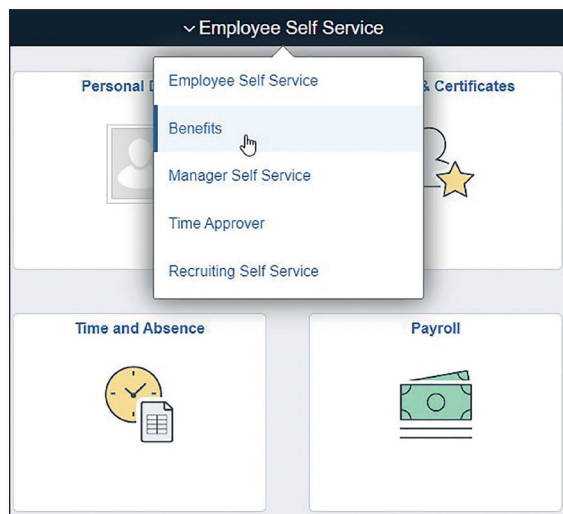 Employee Self Service
Employee Self Service
Benefits
Manager Self Service
Time Approver
Recruiting Self Service
Personal
& Certificates
Time and Absence
Payroll